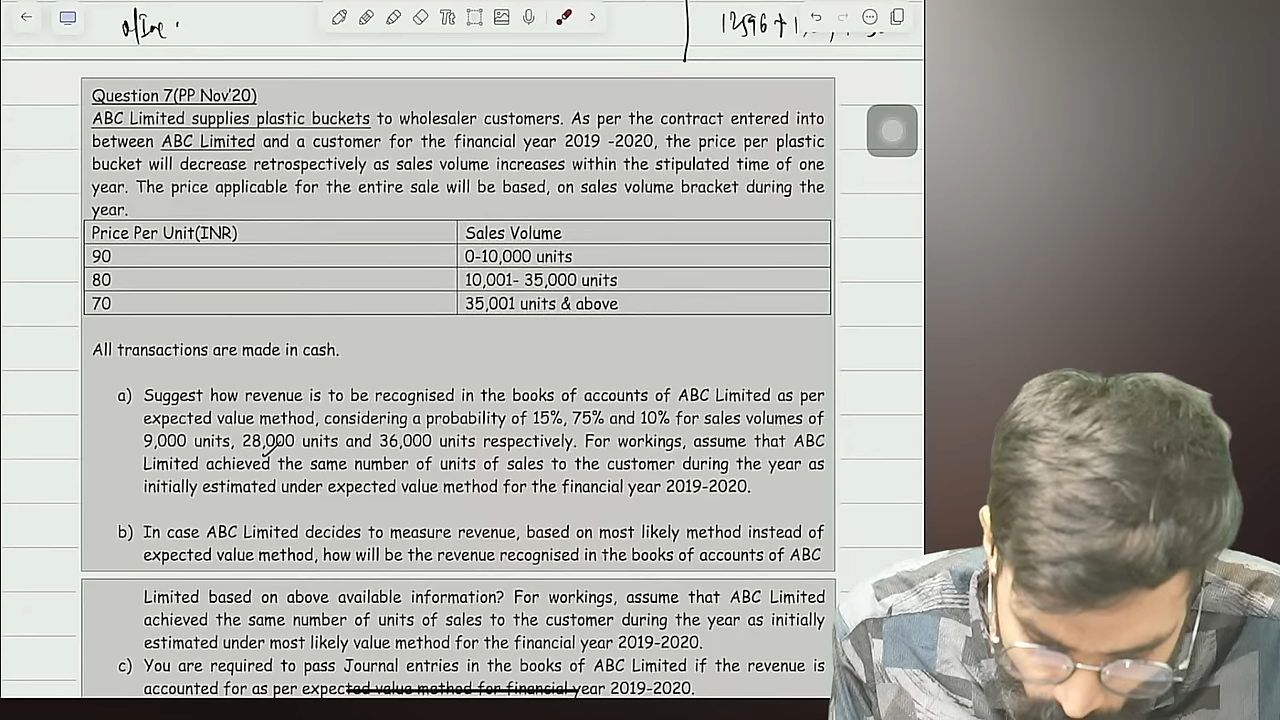 12596 +
Question 7(PP Nov'20)
ABC Limited supplies plastic buckets to wholesaler customers. As per the contract entered into
between ABC Limited and a customer for the financial year 2019 -2020, the price per plastic
bucket will decrease retrospectively as sales volume increases within the stipulated time of one
year. The price applicable for the entire sale will be based, on sales volume bracket during the
year.
Price Per Unit(INR) Sales Volume
90 0-10,000 units
80 10,001- 35,000 units
70 35,001 units & above
All transactions are made in cash.
a) Suggest how revenue is to be recognised in the books of accounts of ABC Limited as per
expected value method, considering a probability of 15%, 75% and 10% for sales volumes of
9,000 units, 28,000 units and 36,000 units respectively. For workings, assume that ABC
Limited achieved the same number of units of sales to the customer during the year as
initially estimated under expected value method for the financial year 2019-2020.
b) In case ABC Limited decides to measure revenue, based on most likely method instead of
expected value method, how will be the revenue recognised in the books of accounts of ABC
Limited based on above available information? For workings, assume that ABC Limited
achieved the same number of units of sales to the customer during the year as initially
estimated under most likely value method for the financial year 2019-2020.
c) You are required to pass Journal entries in the books of ABC Limited if the revenue is
accounted for as per expected value method for financial year 2019-2020.